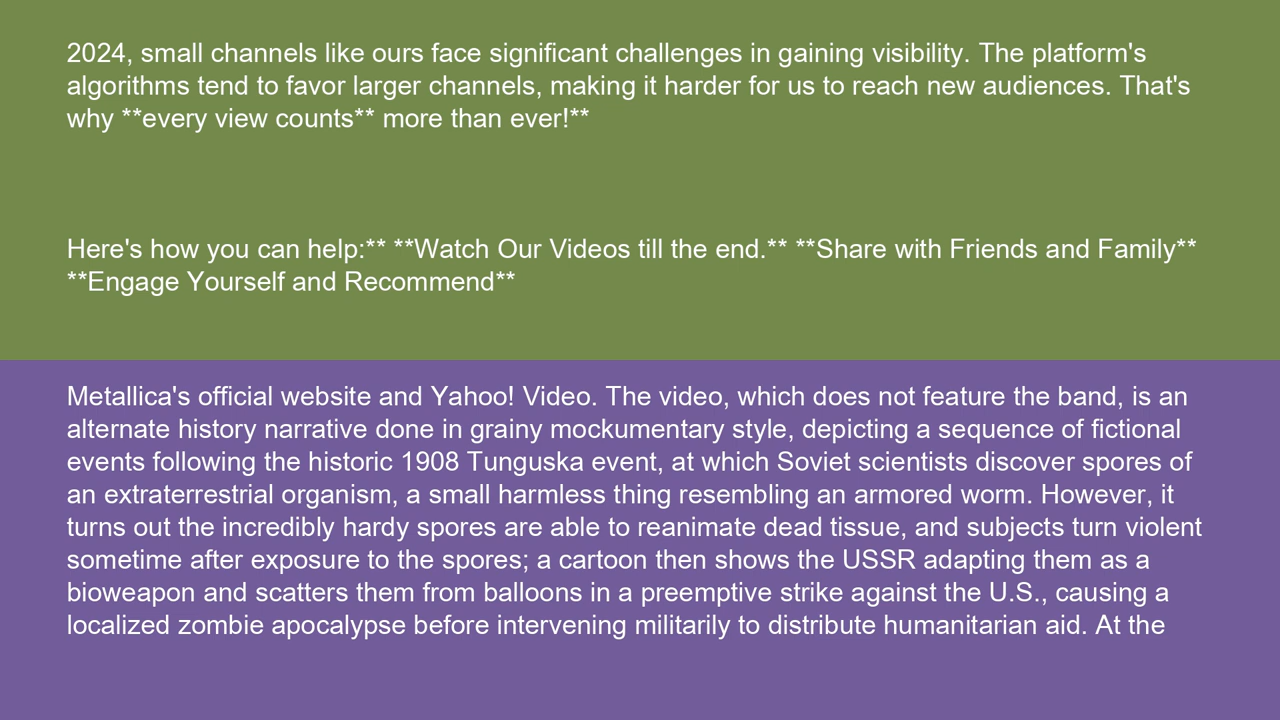 2024, small channels like ours face significant challenges in gaining visibility. The platform's
algorithms tend to favor larger channels, making it harder for us to reach new audiences. That's
why **every view counts** more than ever!**
Here's how you can help:** **Watch Our Videos till the end.** **Share with Friends and Family**
**Engage Yourself and Recommend**
Metallica's official website and Yahoo! Video. The video, which does not feature the band, is an
alternate history narrative done in grainy mockumentary style, depicting a sequence of fictional
events following the historic 1908 Tunguska event, at which Soviet scientists discover spores of
an extraterrestrial organism, a small harmless thing resembling an armored worm. However, it
turns out the incredibly hardy spores are able to reanimate dead tissue, and subjects turn violent
sometime after exposure to the spores; a cartoon then shows the USSR adapting them as a
bioweapon and scatters them from balloons in a preemptive strike against the U.S., causing a
localized zombie apocalypse before intervening militarily to distribute humanitarian aid. At the